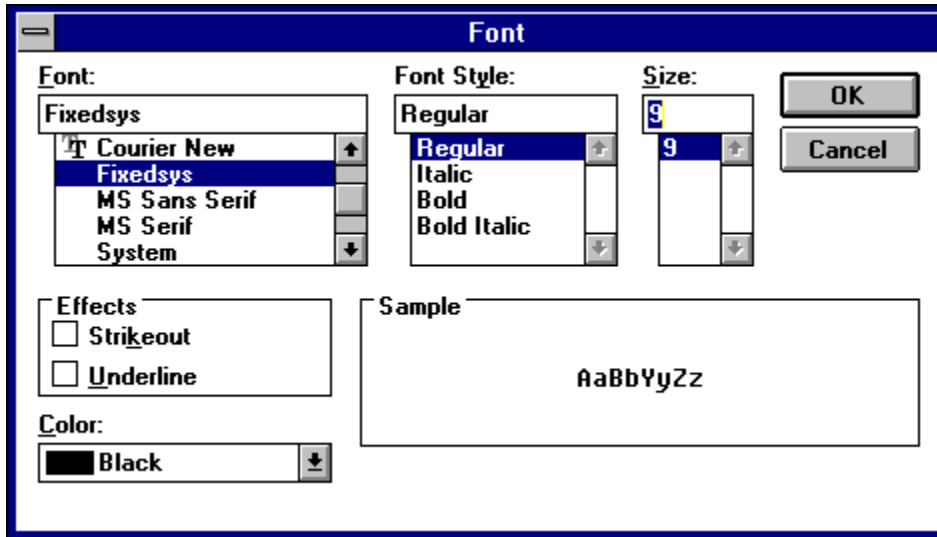 Font
Font:
Fixedsys
Courier New
Fixedsys
MS Sans Serif
MS Serif
System
Font Style:
Regular
Regular
Italic
Bold
Bold Italic
Size:
9
9
OK
Cancel
Effects
Strikeout
Underline
Color:
Black
Sample
AaBbYyZz